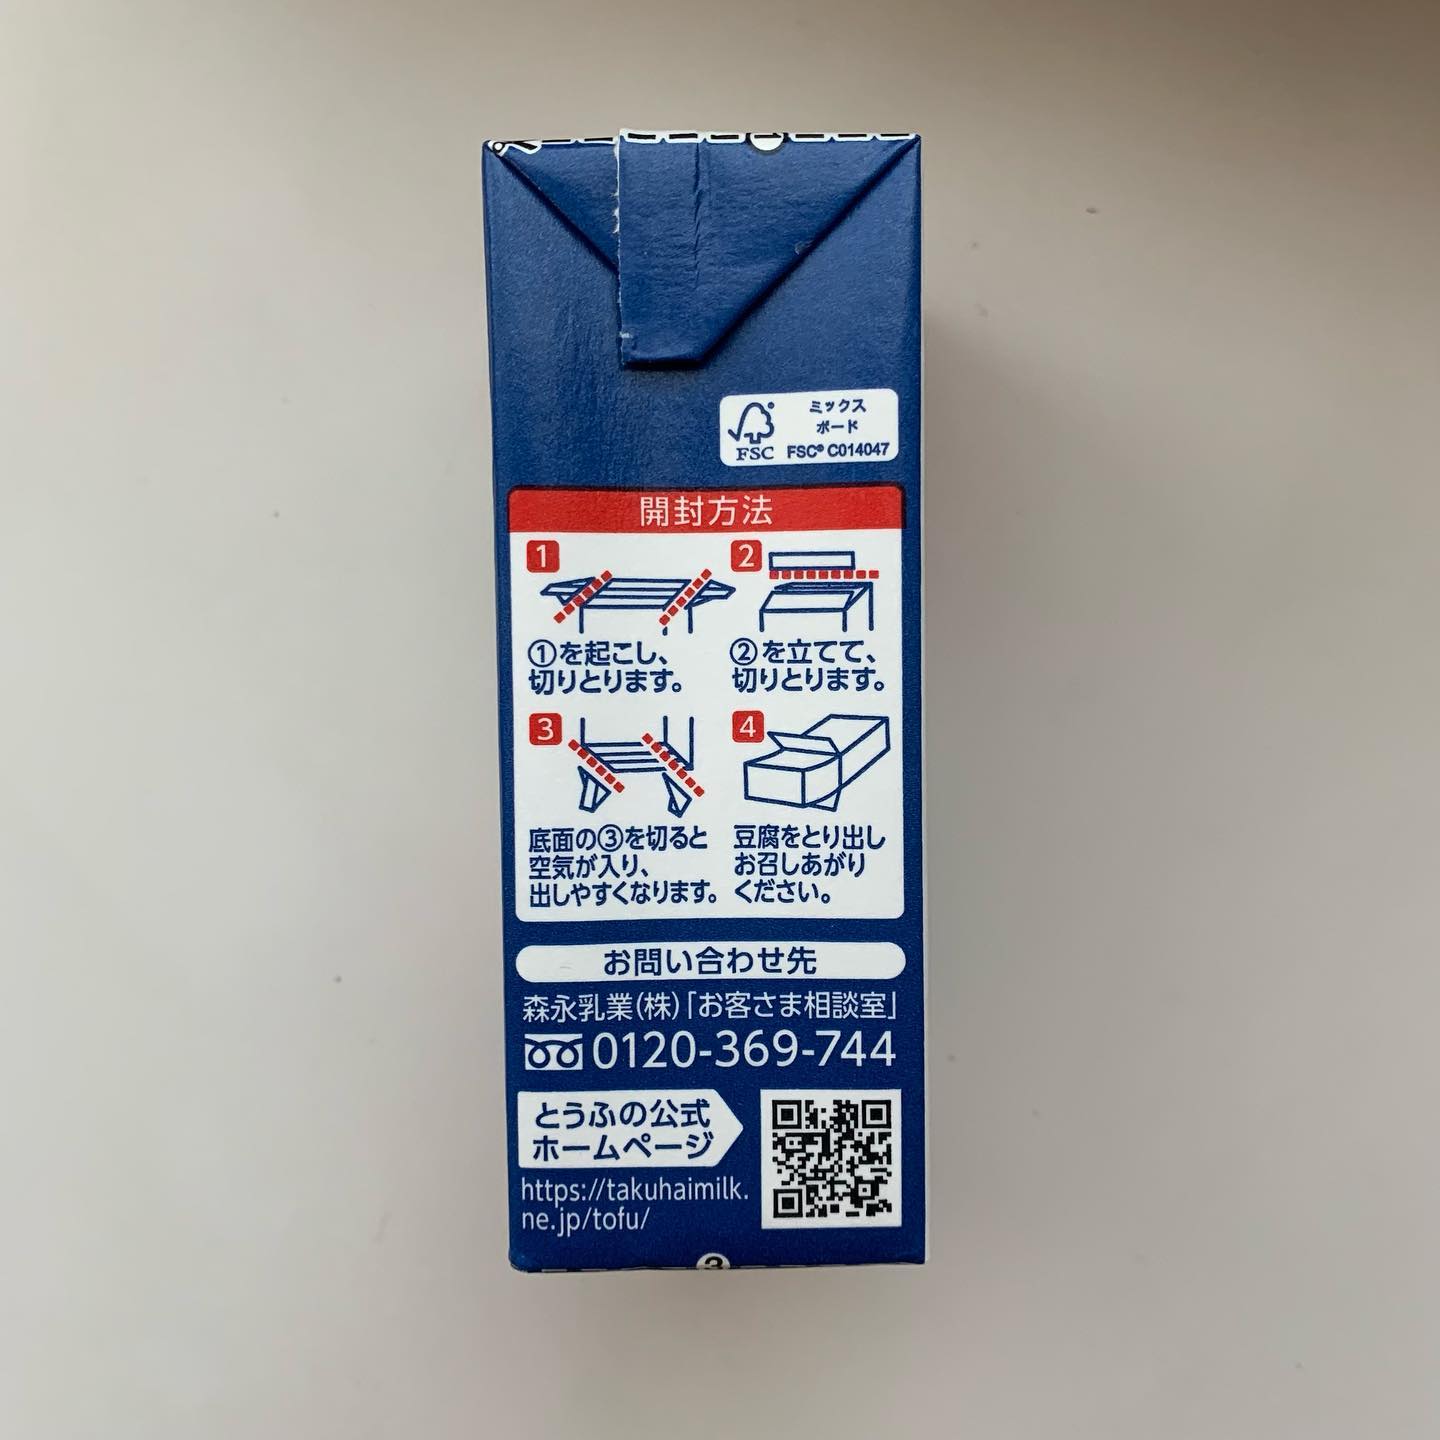 ミックス
ボード
FSC
FSC® C014047
開封方法
1
①を起こし、
切りとります。
2
②を立てて、
切りとります。
3
底面の③を切ると
空気が入り、
出しやすくなります。
4
豆腐をとり出し
お召しあがり
ください。
お問い合わせ先
森永乳業(株)「お客さま相談室」
0120-369-744
とうふの公式
ホームページ
https://takuhaimilk.
ne.jp/tofu/
3